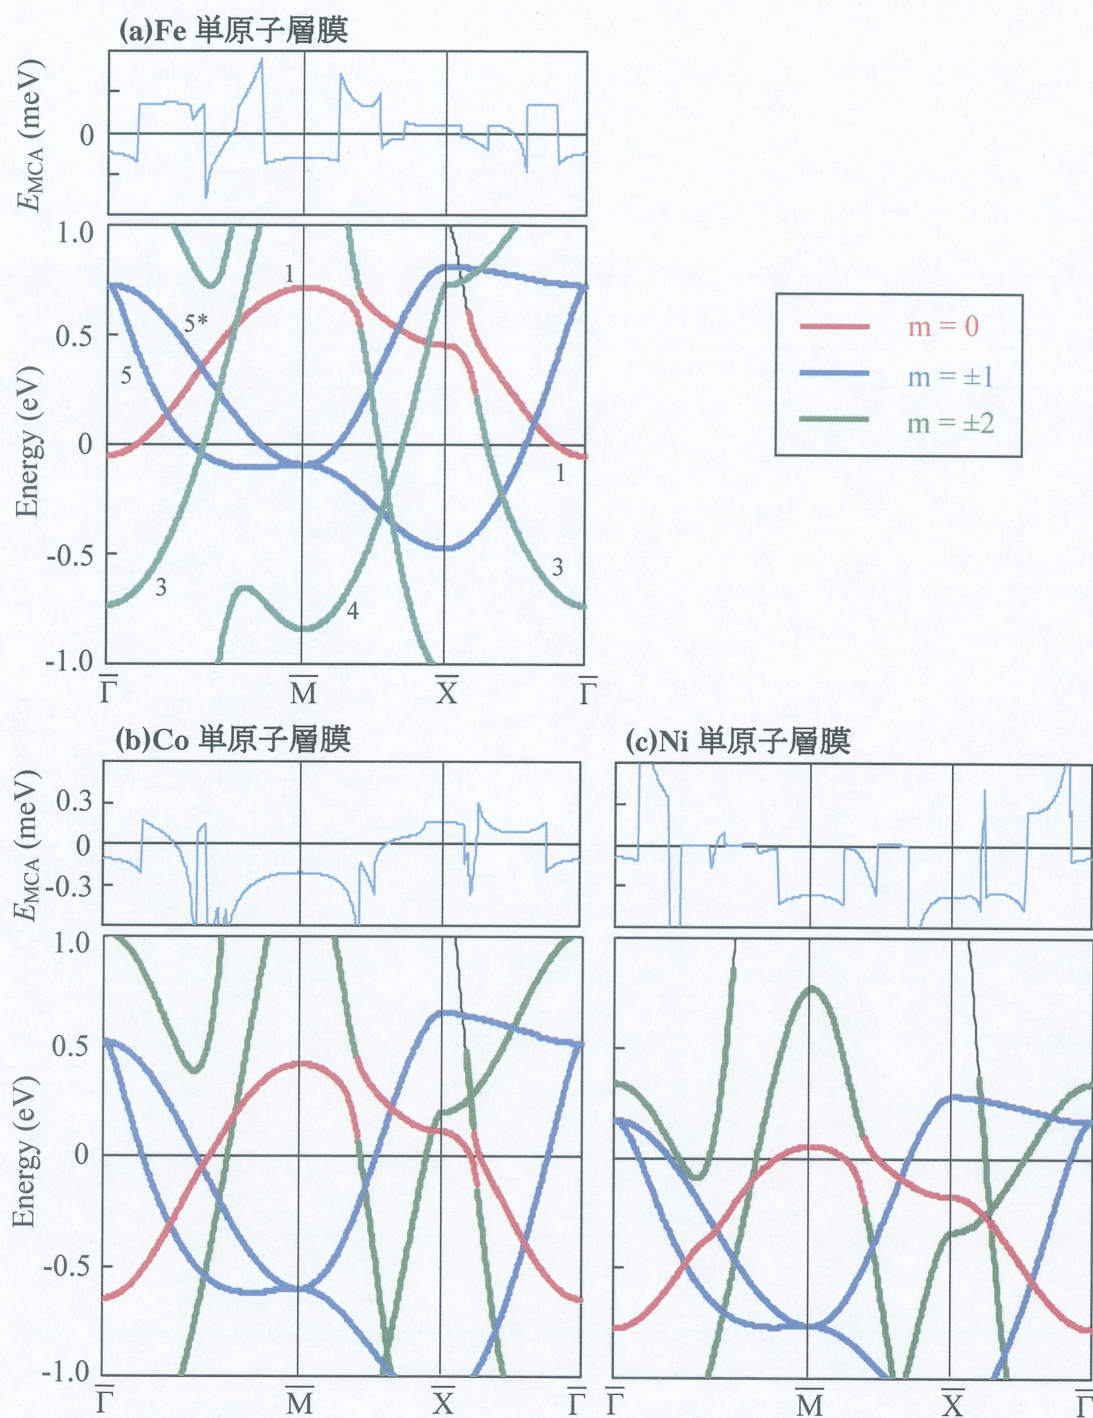 (a)Fe 単原子層膜
E_MCA (meV)
0
1.0
0.5
0
-0.5
-1.0
Energy (eV)
1
5*
5
3
4
1
3
Γ̅ M̅ X̅ Γ̅
m = 0
m = ±1
m = ±2
(b)Co 単原子層膜
E_MCA (meV)
0.3
0
-0.3
1.0
0.5
0
-0.5
-1.0
Energy (eV)
Γ̅ M̅ X̅ Γ̅
(c)Ni 単原子層膜
Γ̅ M̅ X̅ Γ̅